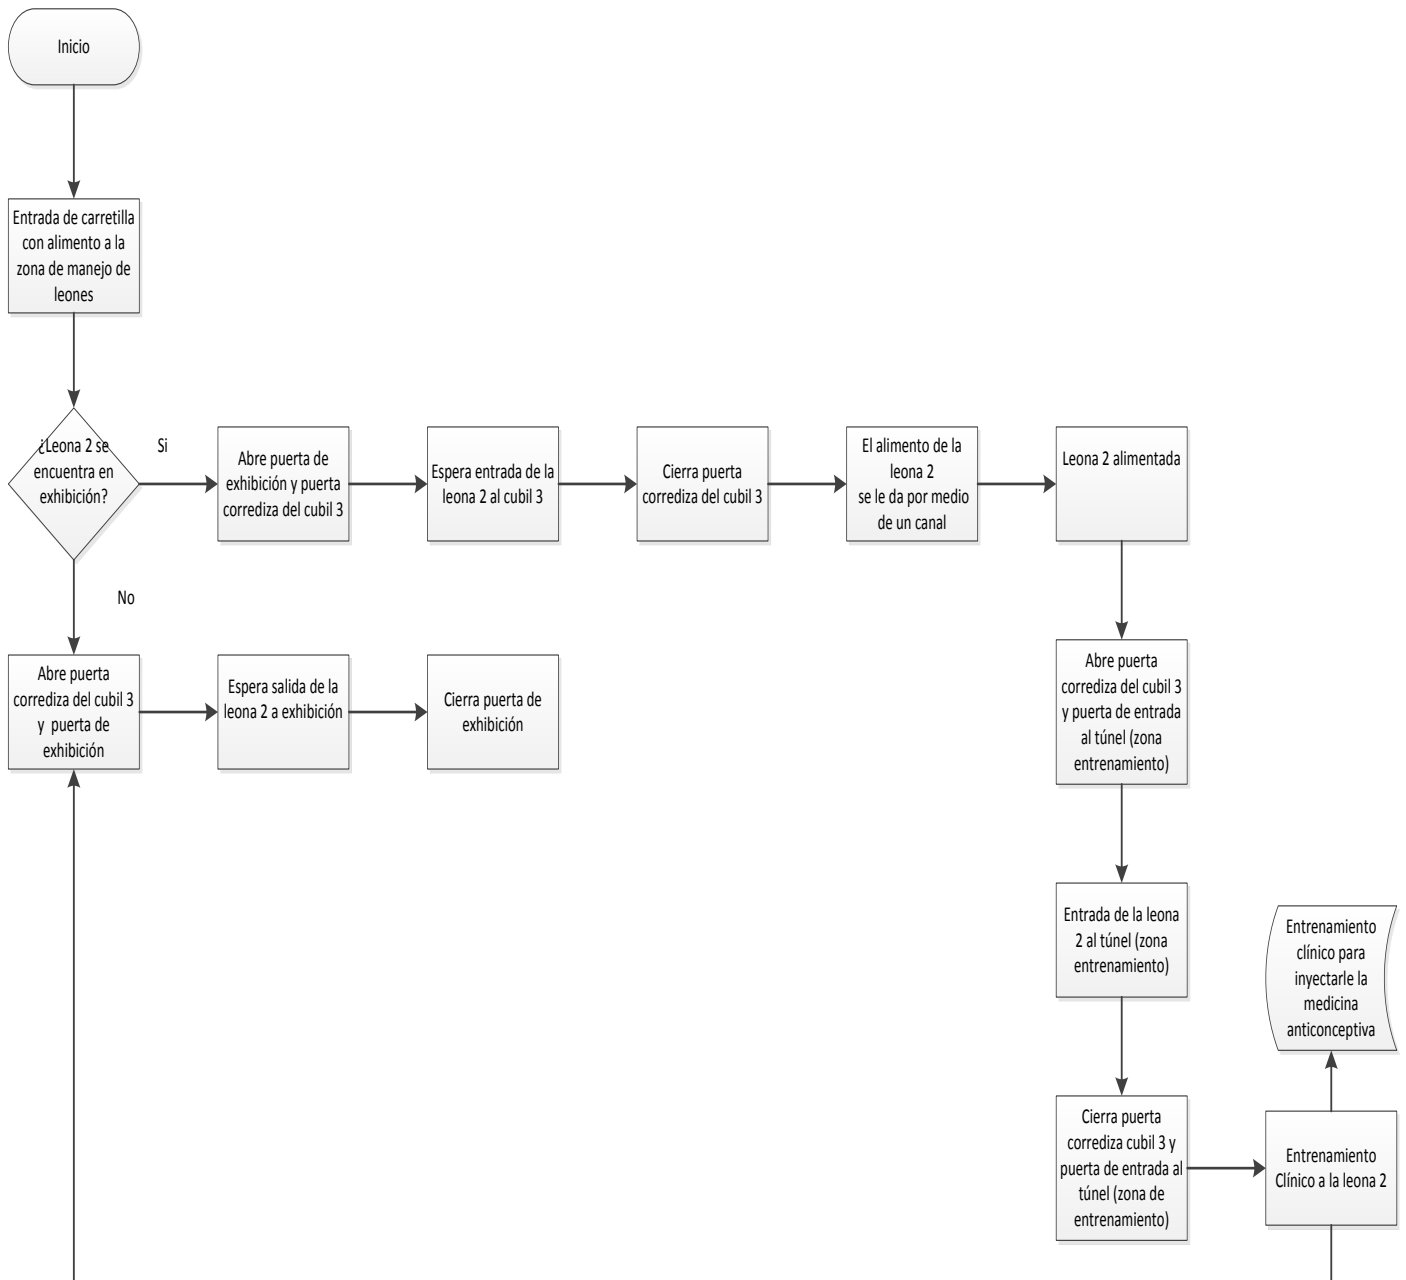 Inicio
Entrada de carretilla
con alimento a la
zona de manejo de
leones
¿Leona 2 se
encuentra en
exhibición?
Si
Abre puerta de
exhibición y puerta
corrediza del cubil 3
Espera entrada de la
leona 2 al cubil 3
Cierra puerta
corrediza del cubil 3
El alimento de la
leona 2
se le da por medio
de un canal
Leona 2 alimentada
No
Abre puerta
corrediza del cubil 3
y puerta de
exhibición
Espera salida de la
leona 2 a exhibición
Cierra puerta de
exhibición
Abre puerta
corrediza del cubil 3
y puerta de entrada
al túnel (zona
entrenamiento)
Entrada de la leona
2 al túnel (zona
entrenamiento)
Entrenamiento
clínico para
inyectarle la
medicina
anticonceptiva
Cierra puerta
corrediza cubil 3 y
puerta de entrada al
túnel (zona de
entrenamiento)
Entrenamiento
Clínico a la leona 2